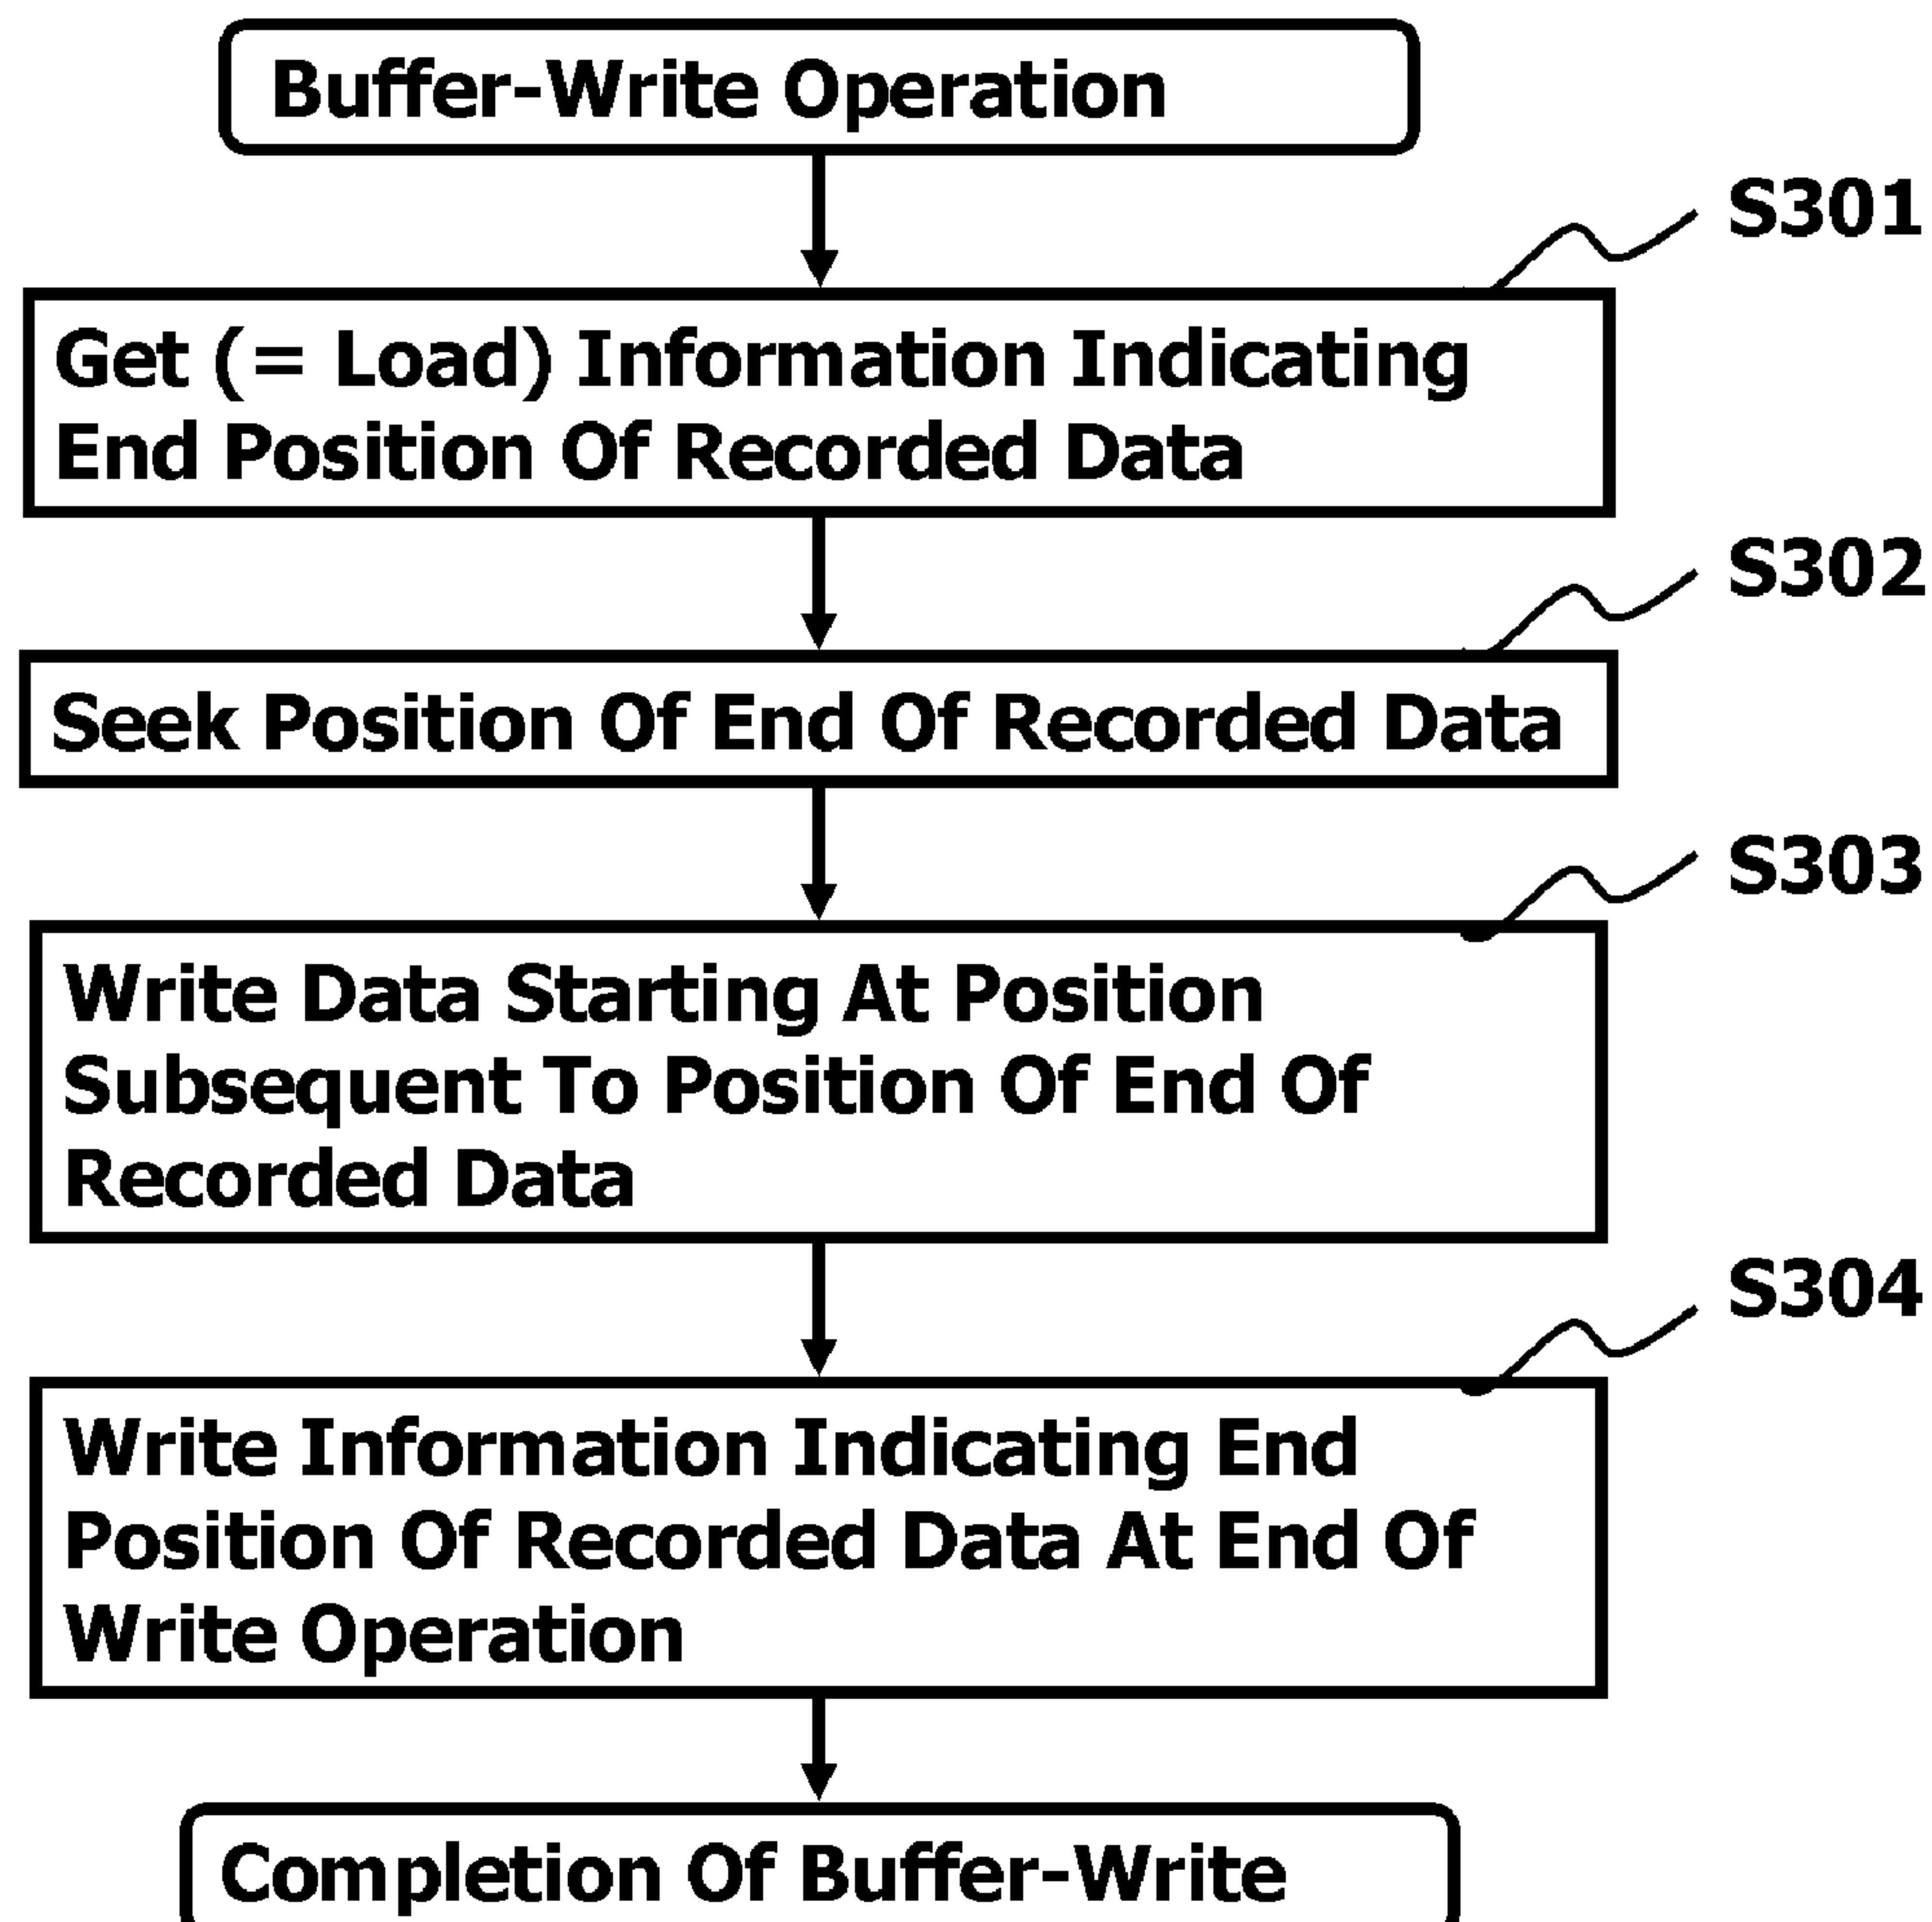 Buffer-Write Operation
S301
Get (= Load) Information Indicating
End Position Of Recorded Data
S302
Seek Position Of End Of Recorded Data
S303
Write Data Starting At Position
Subsequent To Position Of End Of
Recorded Data
S304
Write Information Indicating End
Position Of Recorded Data At End Of
Write Operation
Completion Of Buffer-Write